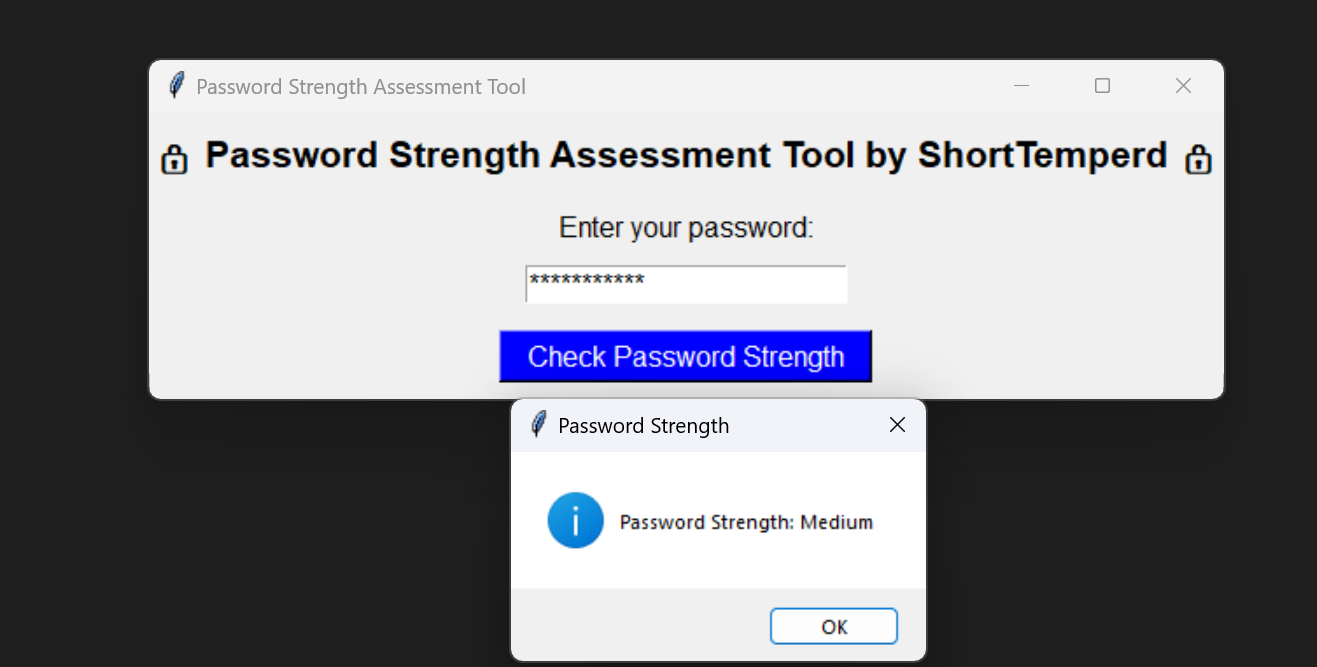 Password Strength Assessment Tool
🔒 Password Strength Assessment Tool by ShortTemperd 🔒
Enter your password:
***********
Check Password Strength
Password Strength
Password Strength: Medium
OK